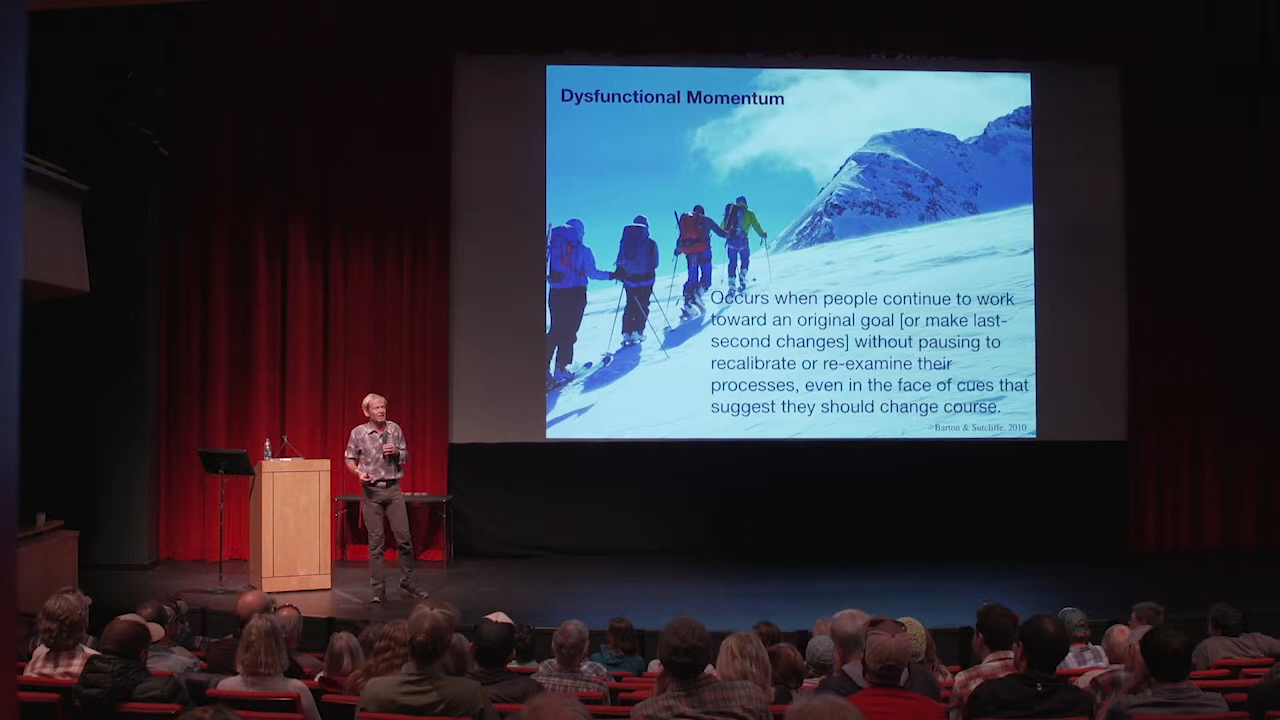 Dysfunctional Momentum
Occurs when people continue to work
toward an original goal [or make last-
second changes] without pausing to
recalibrate or re-examine their
processes, even in the face of cues that
suggest they should change course.
Barton & Sutcliffe, 2010